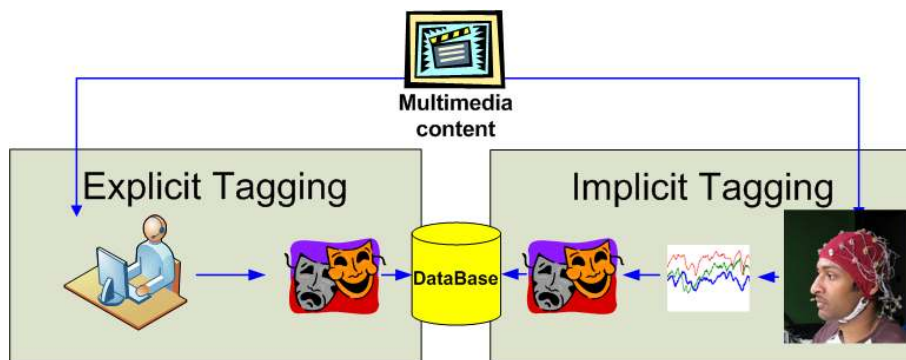 Multimedia
content
Explicit Tagging
Implicit Tagging
DataBase